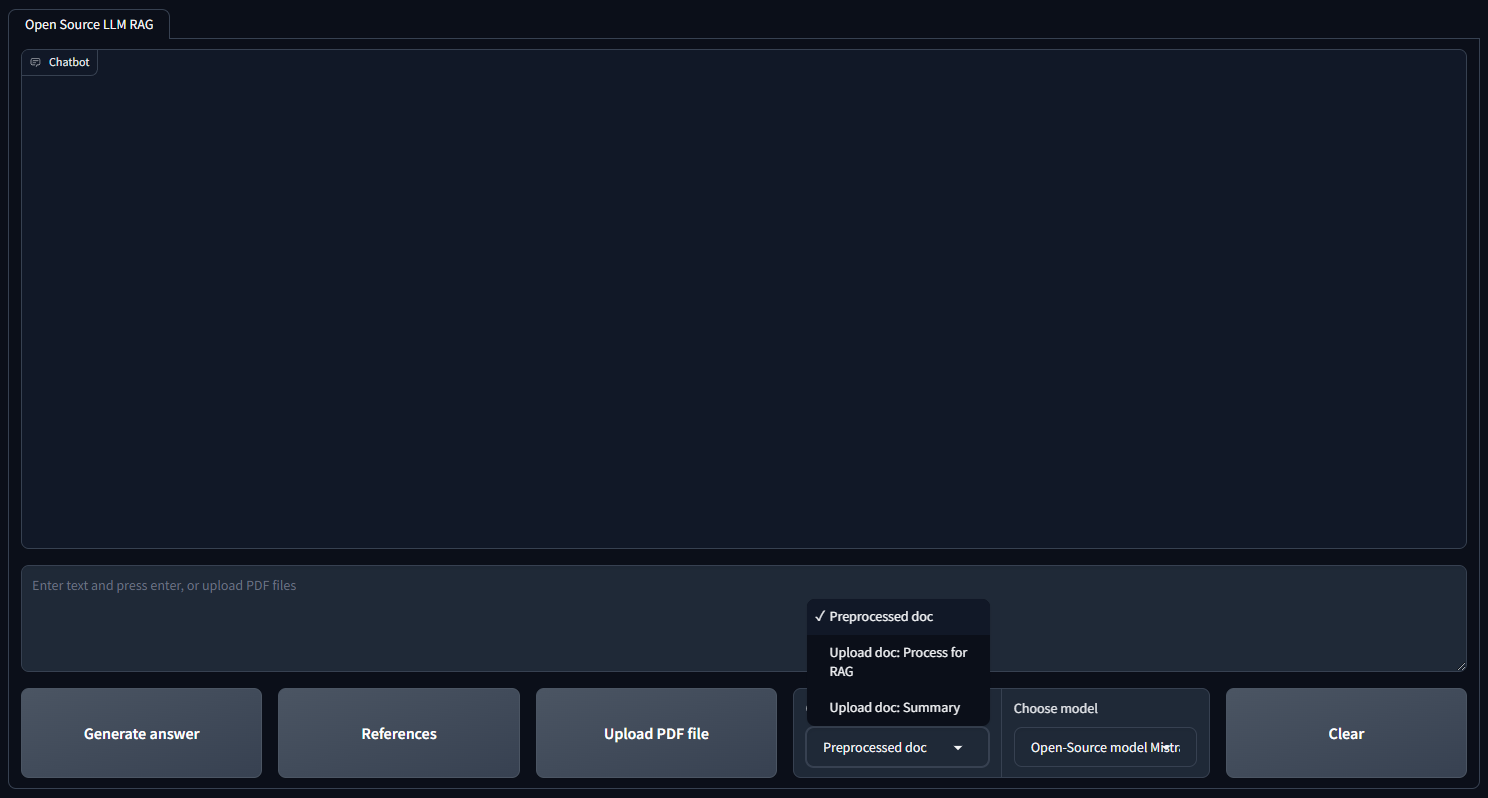 Open Source LLM RAG
Chatbot
Enter text and press enter, or upload PDF files
Preprocessed doc
Upload doc: Process for
RAG
Upload doc: Summary
Generate answer
References
Upload PDF file
Preprocessed doc
Choose model
Open-Source model
Clear